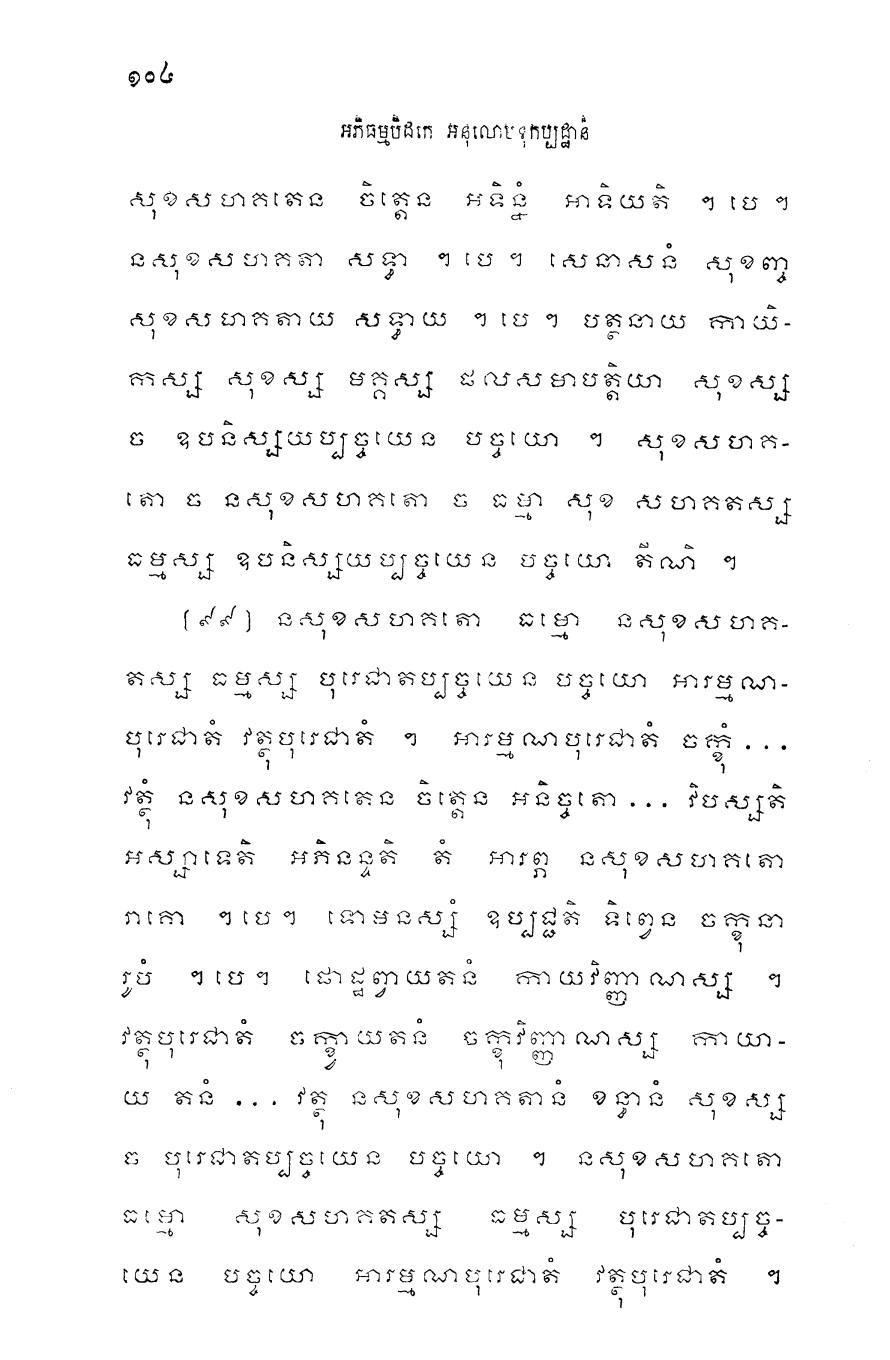 ១០៤
អភិធម្មបិដកេ អនុលោមទុកប្បដ្ឋានំ
សុខសហគតេន ចិត្តេន អទិន្នំ អាទិយតិ ។ បេ ។
នសុខសហគតា សទ្ធា ។ បេ ។ សេនាសនំ សុខញ្ច
សុខសហគតាយ សទ្ធាយ ។ បេ ។ បត្ថនាយ កាយិ-
កស្ស សុខស្ស មគ្គស្ស ផលសមាបត្តិយា សុខស្ស
ច ឧបនិស្សយប្បច្ចយេន បច្ចយោ ។ សុខសហគ-
តោ ច នសុខសហគតោ ច ធម្មា សុខ សហគតស្ស
ធម្មស្ស ឧបនិស្សយប្បច្ចយេន បច្ចយោ តីណិ ។
(៩៩) នសុខសហគតោ ធម្មោ នសុខសហគ-
តស្ស ធម្មស្ស បុរេជាតប្បច្ចយេន បច្ចយោ អារម្មណ-
បុរេជាតំ វត្ថុបុរេជាតំ ។ អារម្មណបុរេជាតំ ចក្ខុំ ...
វត្ថុំ នសុខសហគតេន ចិត្តេន អនិច្ចតោ ... វិបស្សតិ
អស្សាទេតិ អភិនន្ទតិ តំ អារព្ភ នសុខសហគតោ
រាគោ ។ បេ ។ ទោមនស្សំ ឧប្បជ្ជតិ ទិព្វេន ចក្ខុនា
រូបំ ។ បេ ។ ផោដ្ឋព្វាយតនំ កាយវិញ្ញាណស្ស ។
វត្ថុបុរេជាតំ ចក្ខ្វាយតនំ ចក្ខុវិញ្ញាណស្ស កាយា-
យ តនំ ... វត្ថុ នសុខសហគតានំ ខន្ធានំ សុខស្ស
ច បុរេជាតប្បច្ចយេន បច្ចយោ ។ នសុខសហគតោ
ធម្មោ សុខសហគតស្ស ធម្មស្ស បុរេជាតប្បច្ច-
យេន បច្ចយោ អារម្មណបុរេជាតំ វត្ថុបុរេជាតំ ។